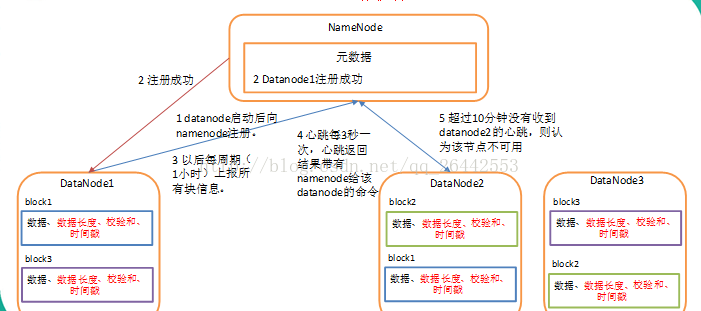 NameNode
元数据
2 Datanode1注册成功
2 注册成功
1 datanode启动后向
namenode注册。
3 以后每周期（
1小时）上报所
有块信息。
4 心跳每3秒一
次，心跳返回
结果带有
namenode给该
datanode的命令
5 超过10分钟没有收到
datanode2的心跳，则认
为该节点不可用
DataNode1
block1
数据、数据长度、校验和、
时间戳
block3
数据、数据长度、校验和、
时间戳
DataNode2
block2
数据、数据长度、校验和、
时间戳
block1
数据、数据长度、校验和、
时间戳
DataNode3
block3
数据、数据长度、校验和、
时间戳
block2
数据、数据长度、校验和、
时间戳